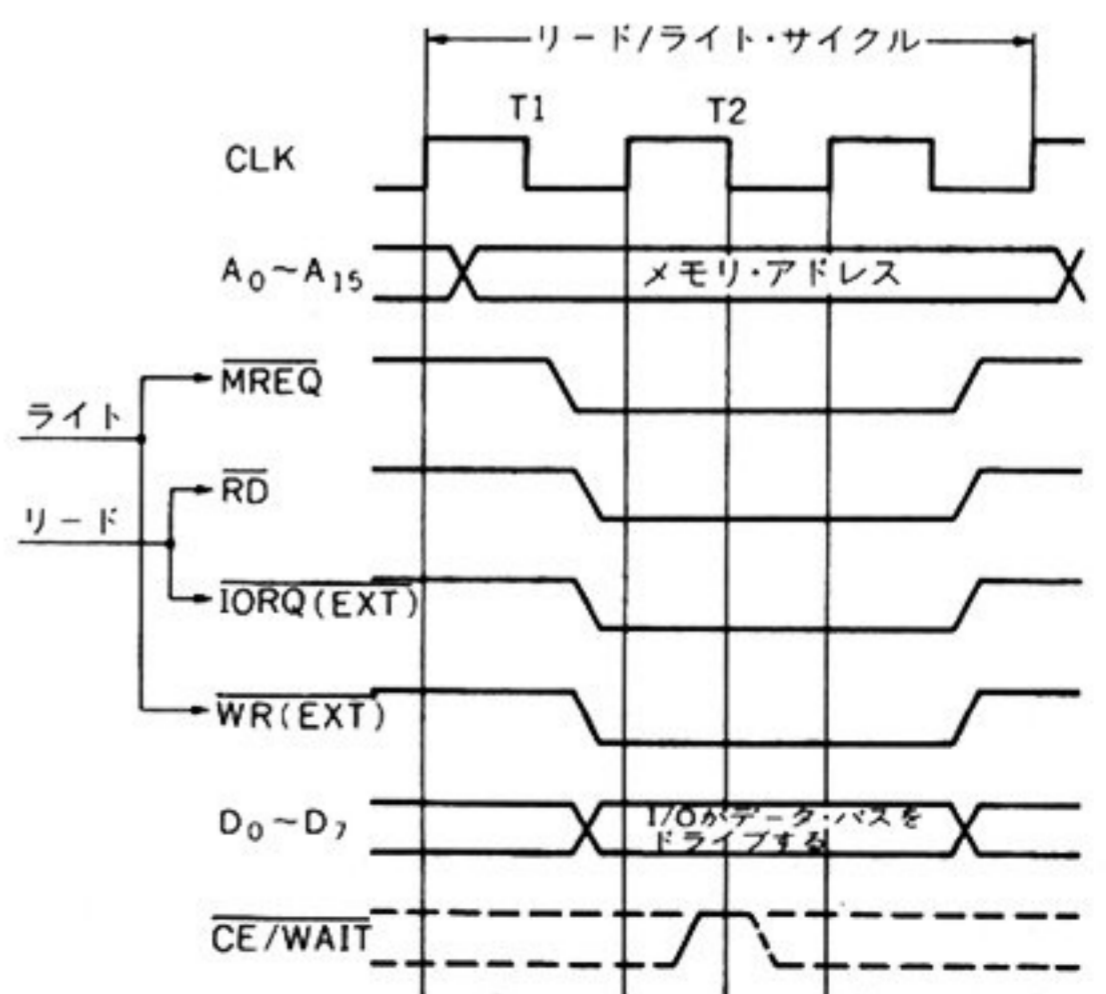 リード/ライト・サイクル
T1
T2
CLK
A0~A15
メモリ・アドレス
MREQ
ライト
RD
リード
IORQ(EXT)
WR(EXT)
D0~D7
I/Oがデータ・バスを
ドライブする
CE/WAIT